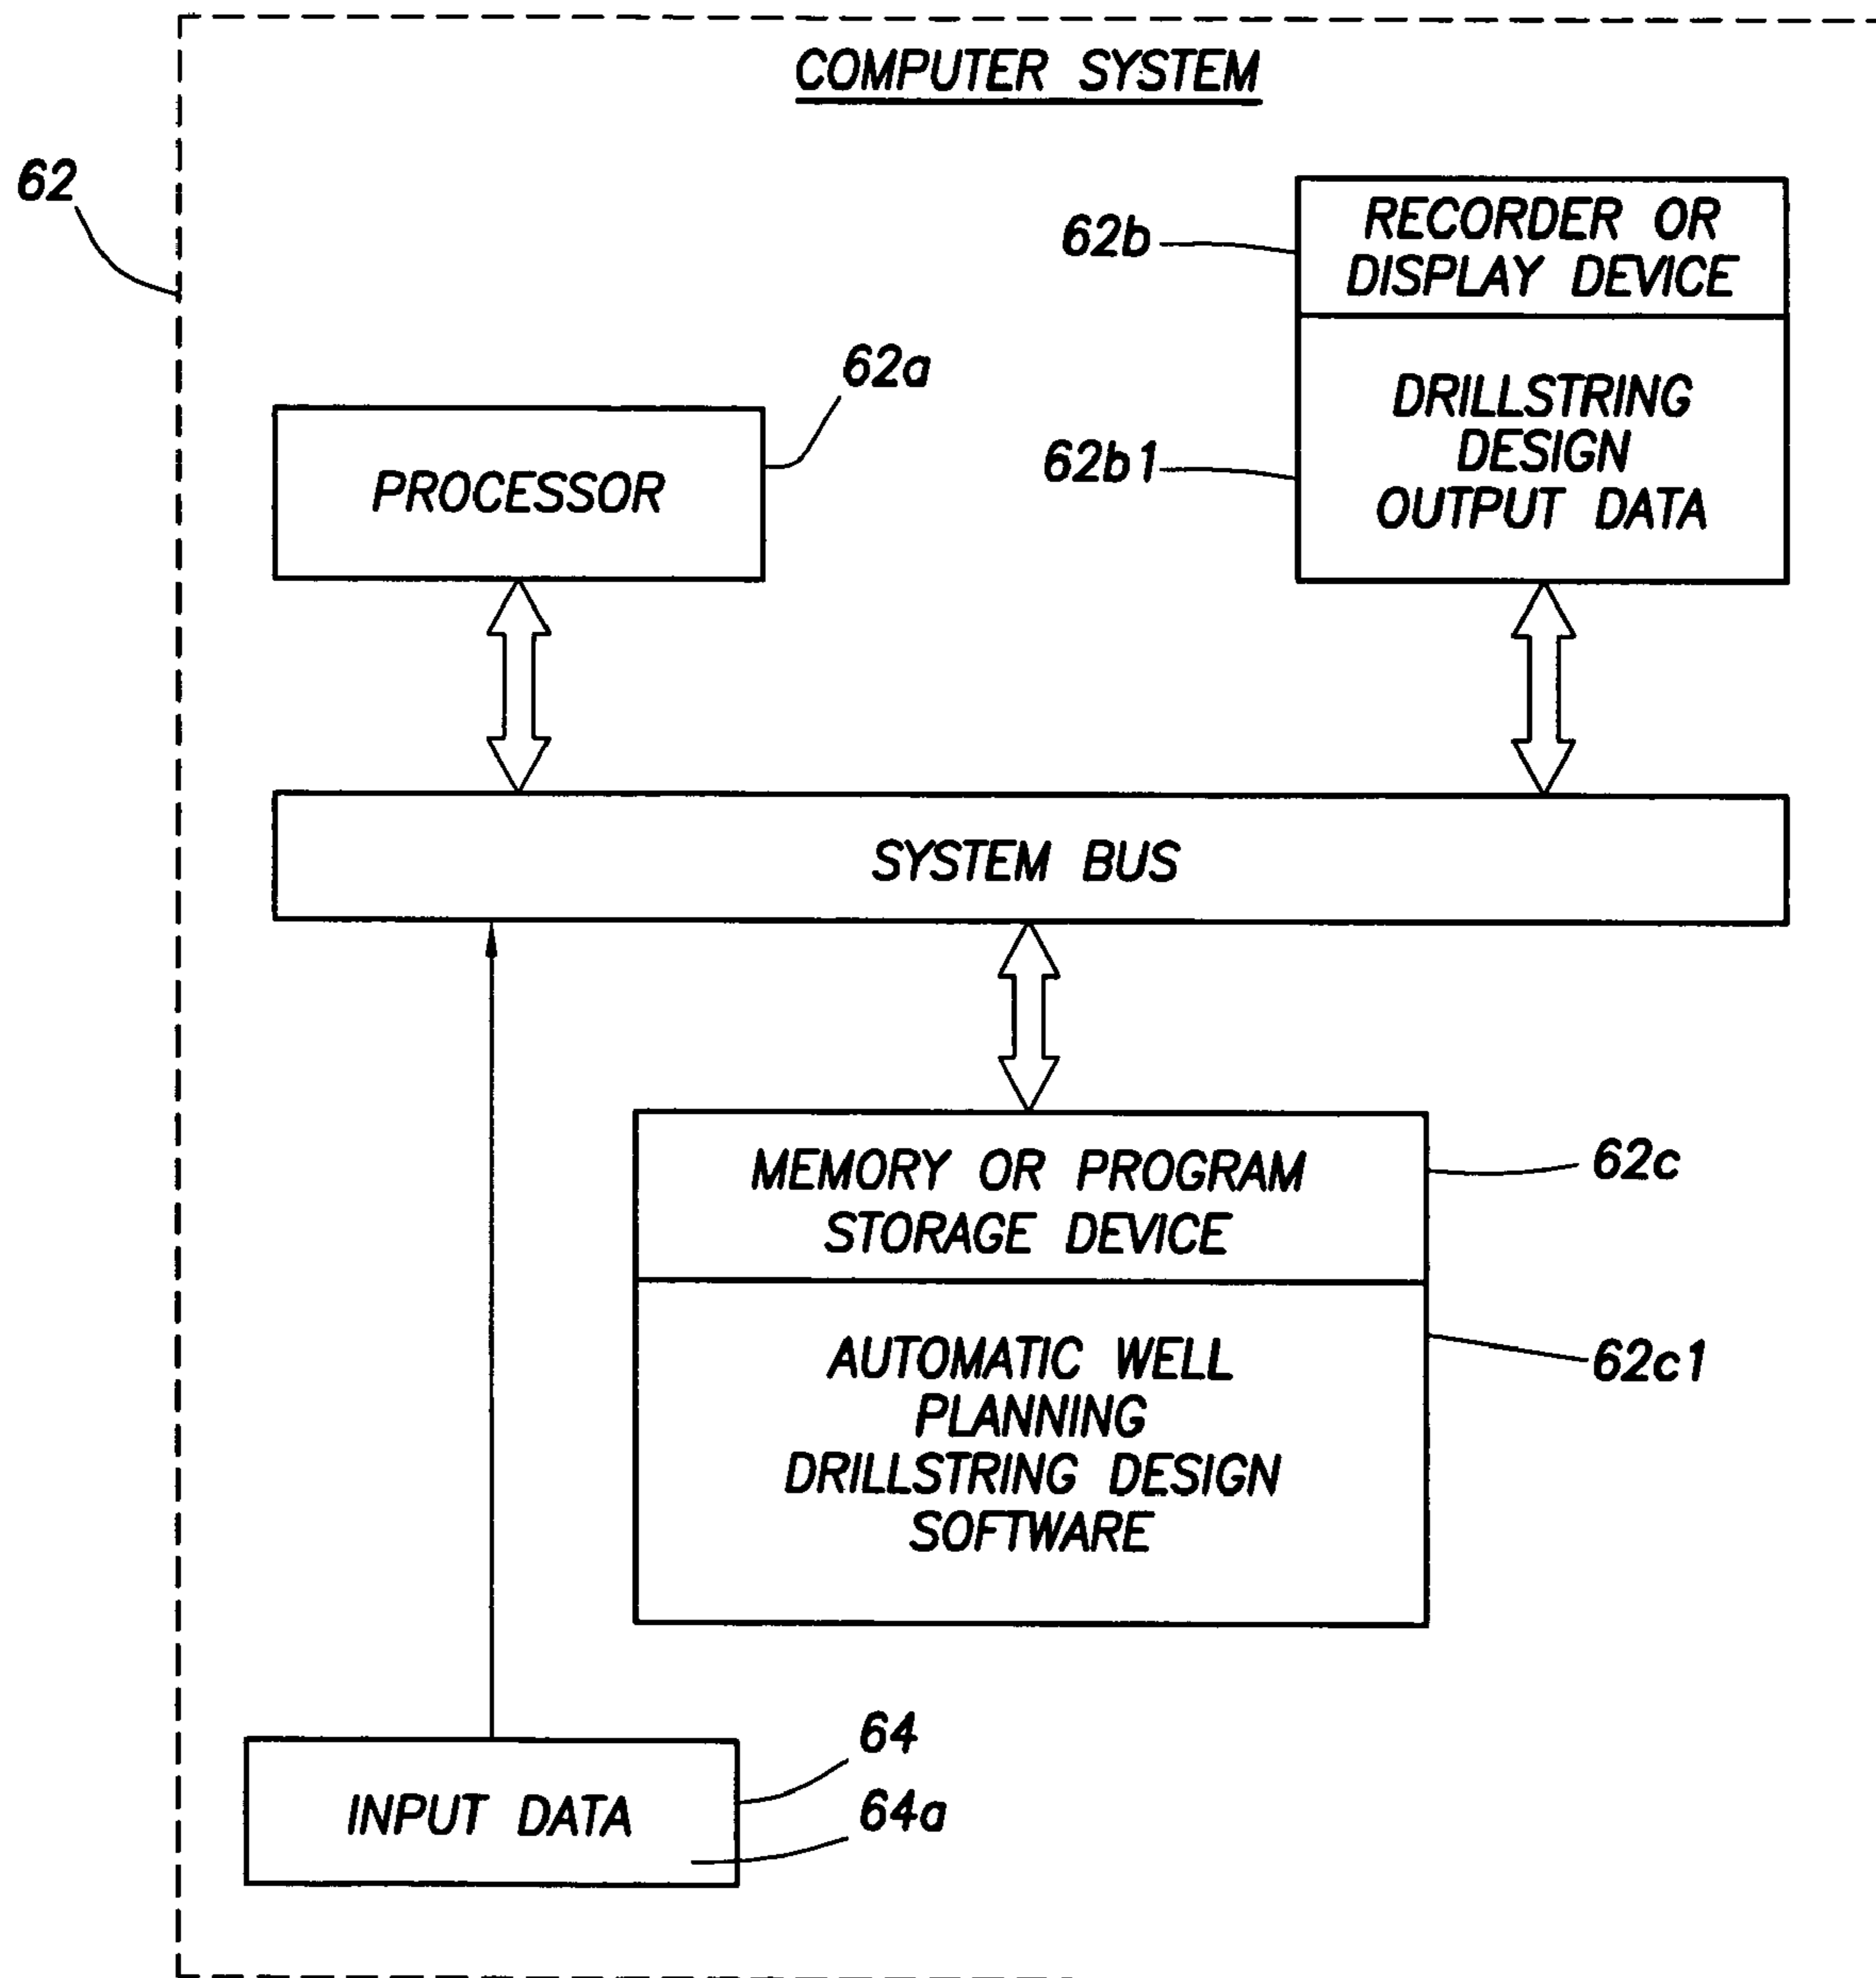 COMPUTER SYSTEM
62
RECORDER OR
DISPLAY DEVICE
62b
DRILLSTRING
DESIGN
OUTPUT DATA
62b1
62a
PROCESSOR
SYSTEM BUS
MEMORY OR PROGRAM
STORAGE DEVICE
62c
AUTOMATIC WELL
PLANNING
DRILLSTRING DESIGN
SOFTWARE
62c1
64
INPUT DATA
64a